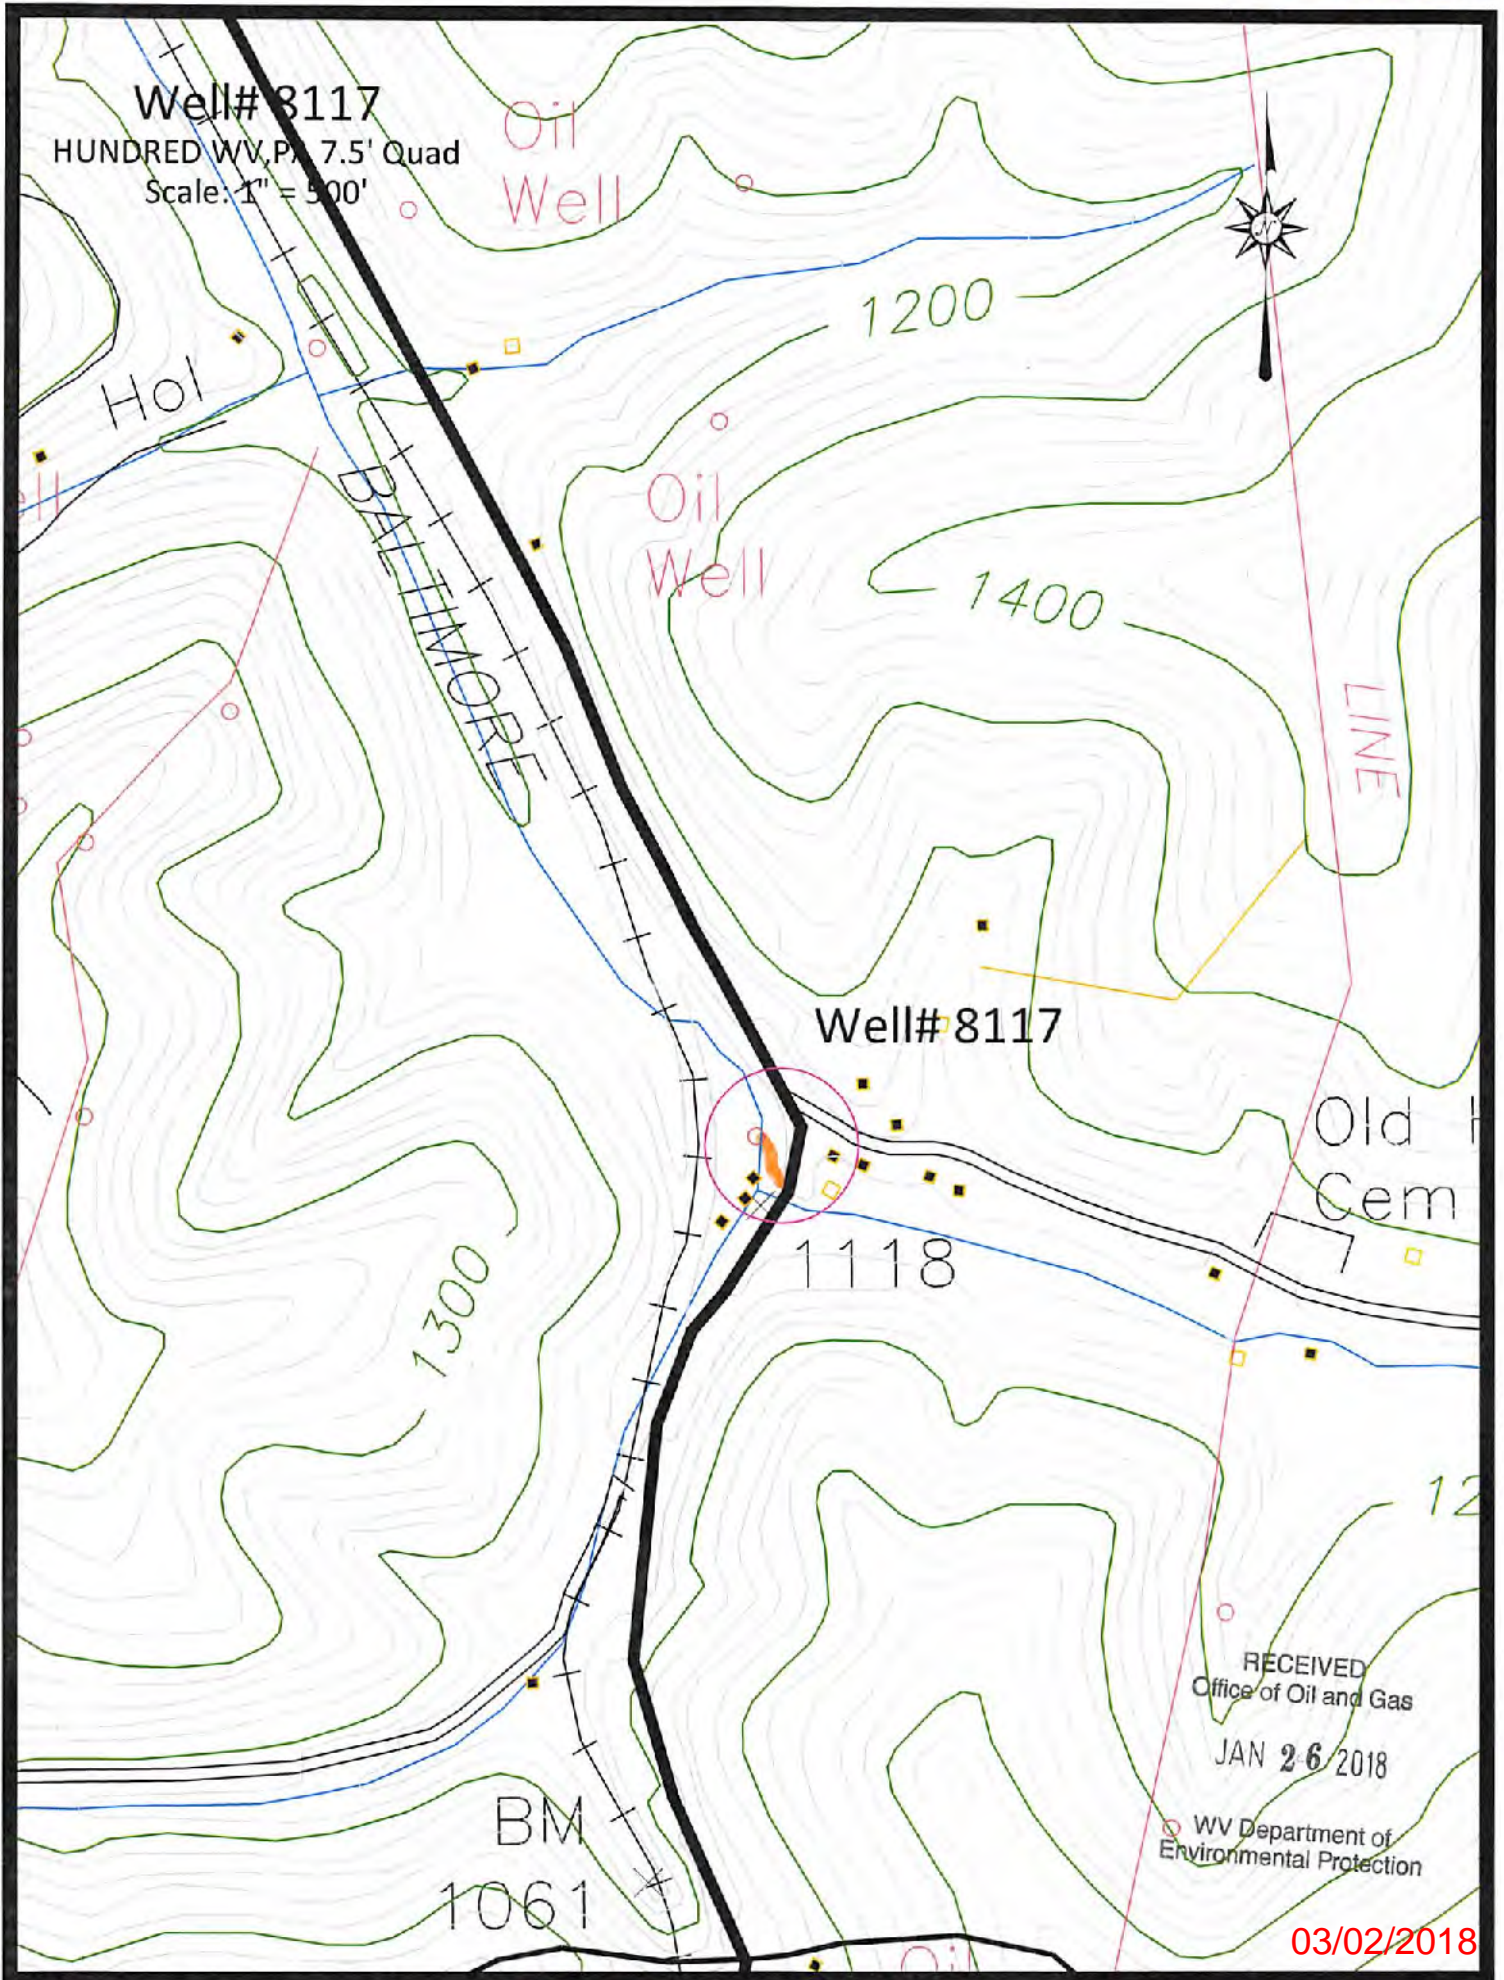 Well# 8117
HUNDRED WV,PA 7.5' Quad
Scale: 1" = 500'
Oil
Well
N
1200
Hol
BALTIMORE
Oil
Well
ell
1400
LINE
Well# 8117
Old H
Cem
1118
1300
12
RECEIVED
Office of Oil and Gas
JAN 26 2018
WV Department of
Environmental Protection
BM
1061
Oil
03/02/2018